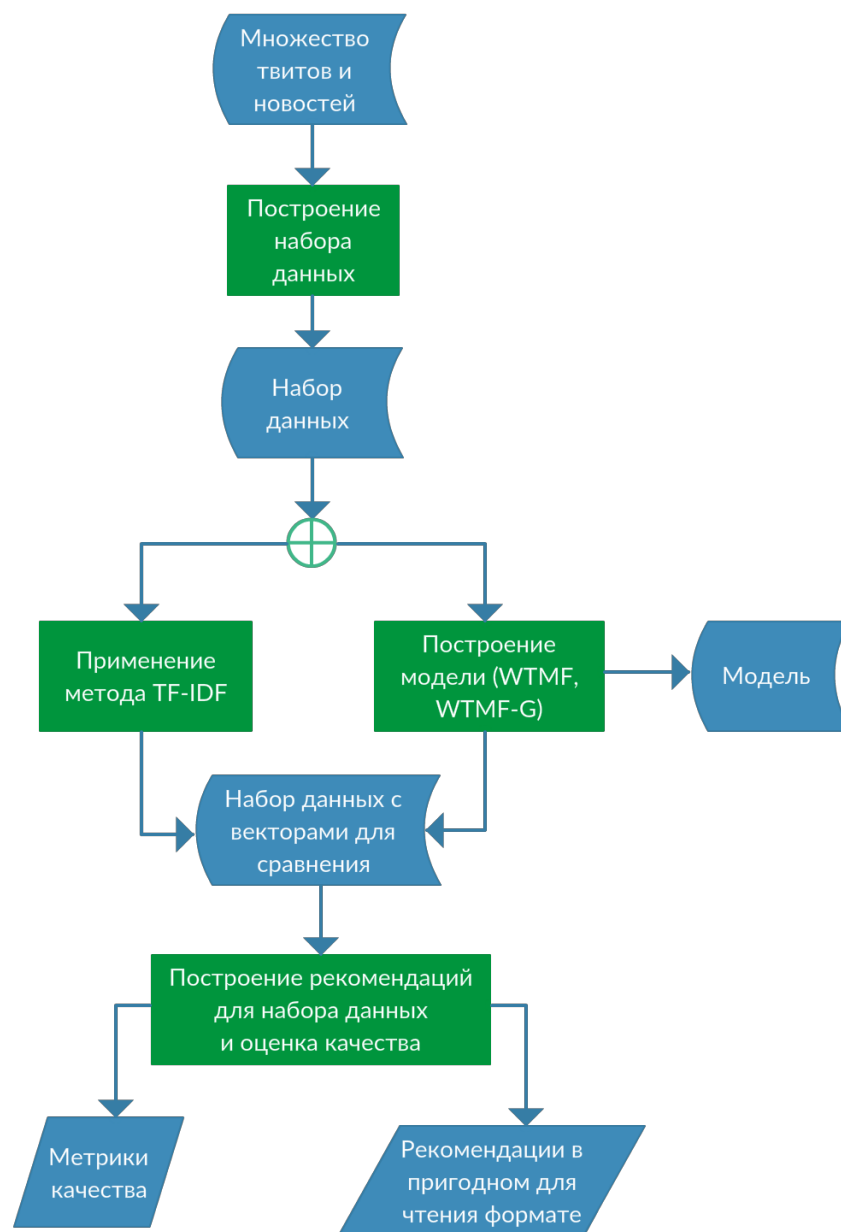 Множество
твитов и
новостей
Построение
набора
данных
Набор
данных
Применение
метода TF-IDF
Построение
модели (WTMF,
WTMF-G)
Модель
Набор данных с
векторами для
сравнения
Построение рекомендаций
для набора данных
и оценка качества
Метрики
качества
Рекомендации в
пригодном для
чтения формате